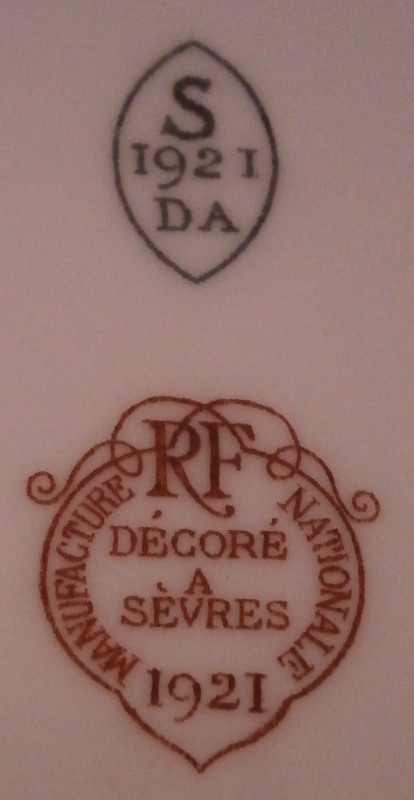 S
1921
DA
RF
MANUFACTURE NATIONALE
DÉCORÉ
À
SÈVRES
1921